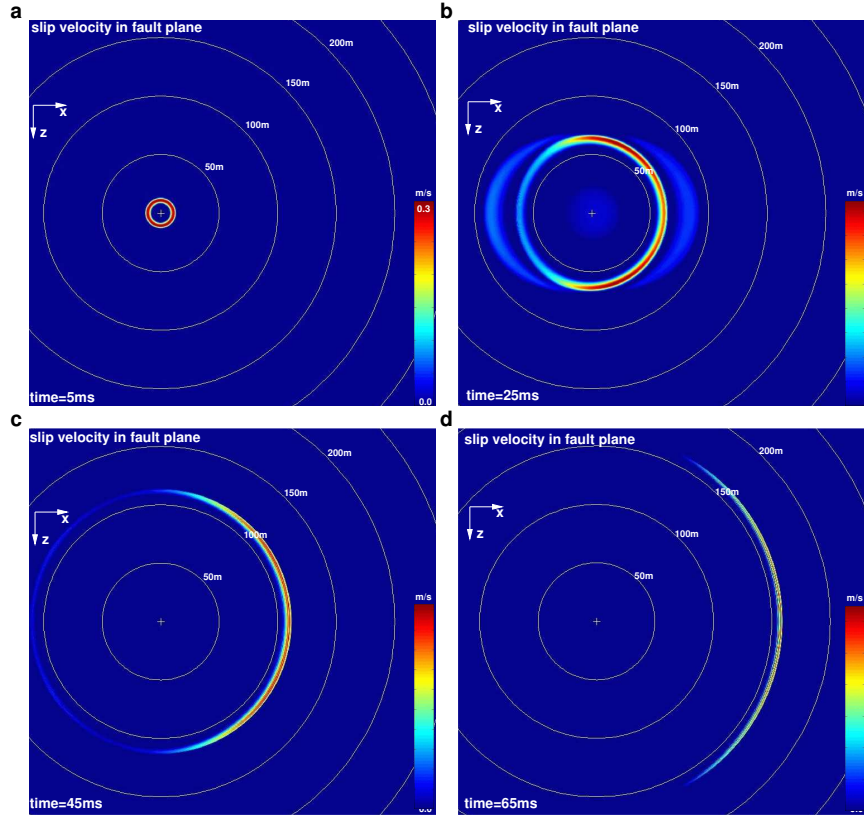 a
slip velocity in fault plane
200m
150m
100m
50m
x
z
m/s
0.3
0.0
time=5ms
b
slip velocity in fault plane
200m
150m
100m
50m
x
z
m/s
time=25ms
c
slip velocity in fault plane
200m
150m
100m
50m
x
z
m/s
time=45ms
d
slip velocity in fault plane
200m
150m
100m
50m
x
z
m/s
time=65ms